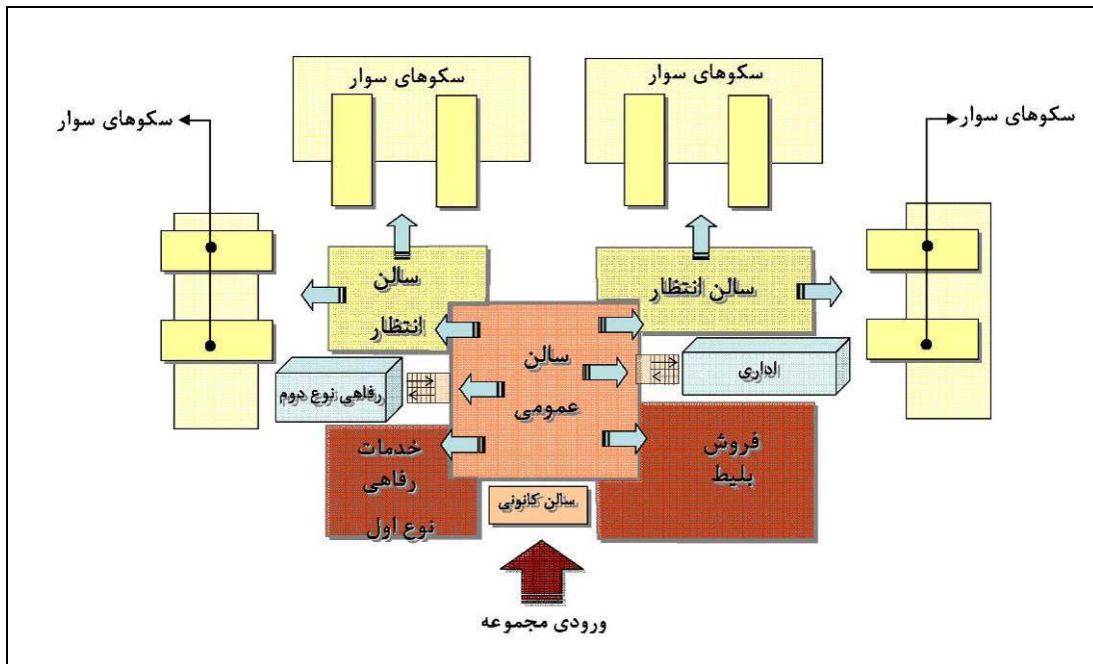 سکوهای سوار
سکوهای سوار
سکوهای سوار
سکوهای سوار
سالن انتظار
سالن
انتظار
سالن
عمومی
اداری
رفاهی نوع دوم
فروش
بلیط
خدمات
رفاهی
نوع اول
سالن کانونی
ورودی مجموعه